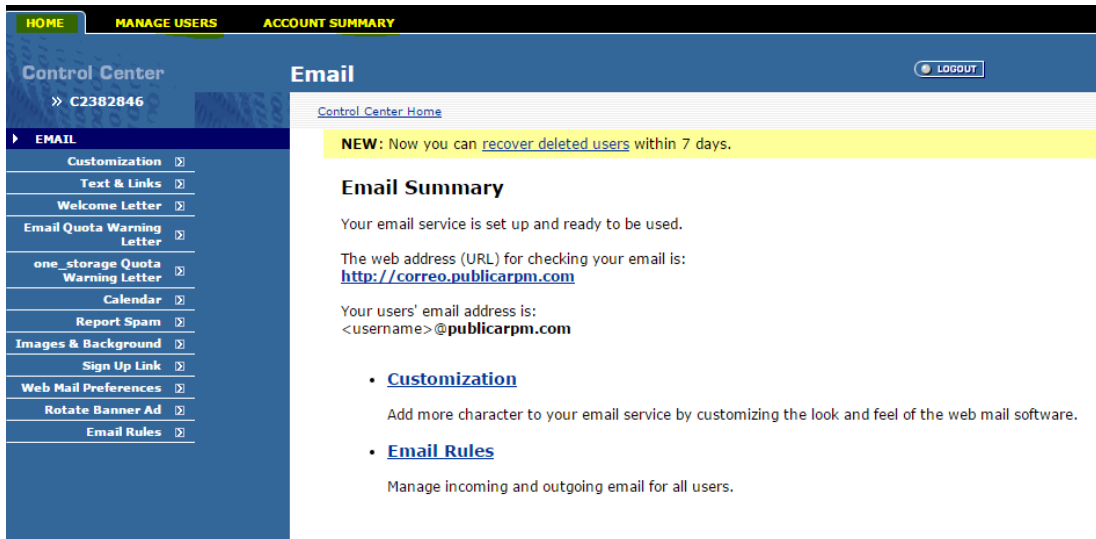 HOME MANAGE USERS ACCOUNT SUMMARY
Control Center
» C2382846
Email
LOGOUT
Control Center Home
EMAIL
Customization
Text & Links
Welcome Letter
Email Quota Warning
Letter
one_storage Quota
Warning Letter
Calendar
Report Spam
Images & Background
Sign Up Link
Web Mail Preferences
Rotate Banner Ad
Email Rules
NEW: Now you can recover deleted users within 7 days.
Email Summary
Your email service is set up and ready to be used.
The web address (URL) for checking your email is:
http://correo.publicarpm.com
Your users' email address is:
<username>@publicarpm.com
• Customization
Add more character to your email service by customizing the look and feel of the web mail software.
• Email Rules
Manage incoming and outgoing email for all users.